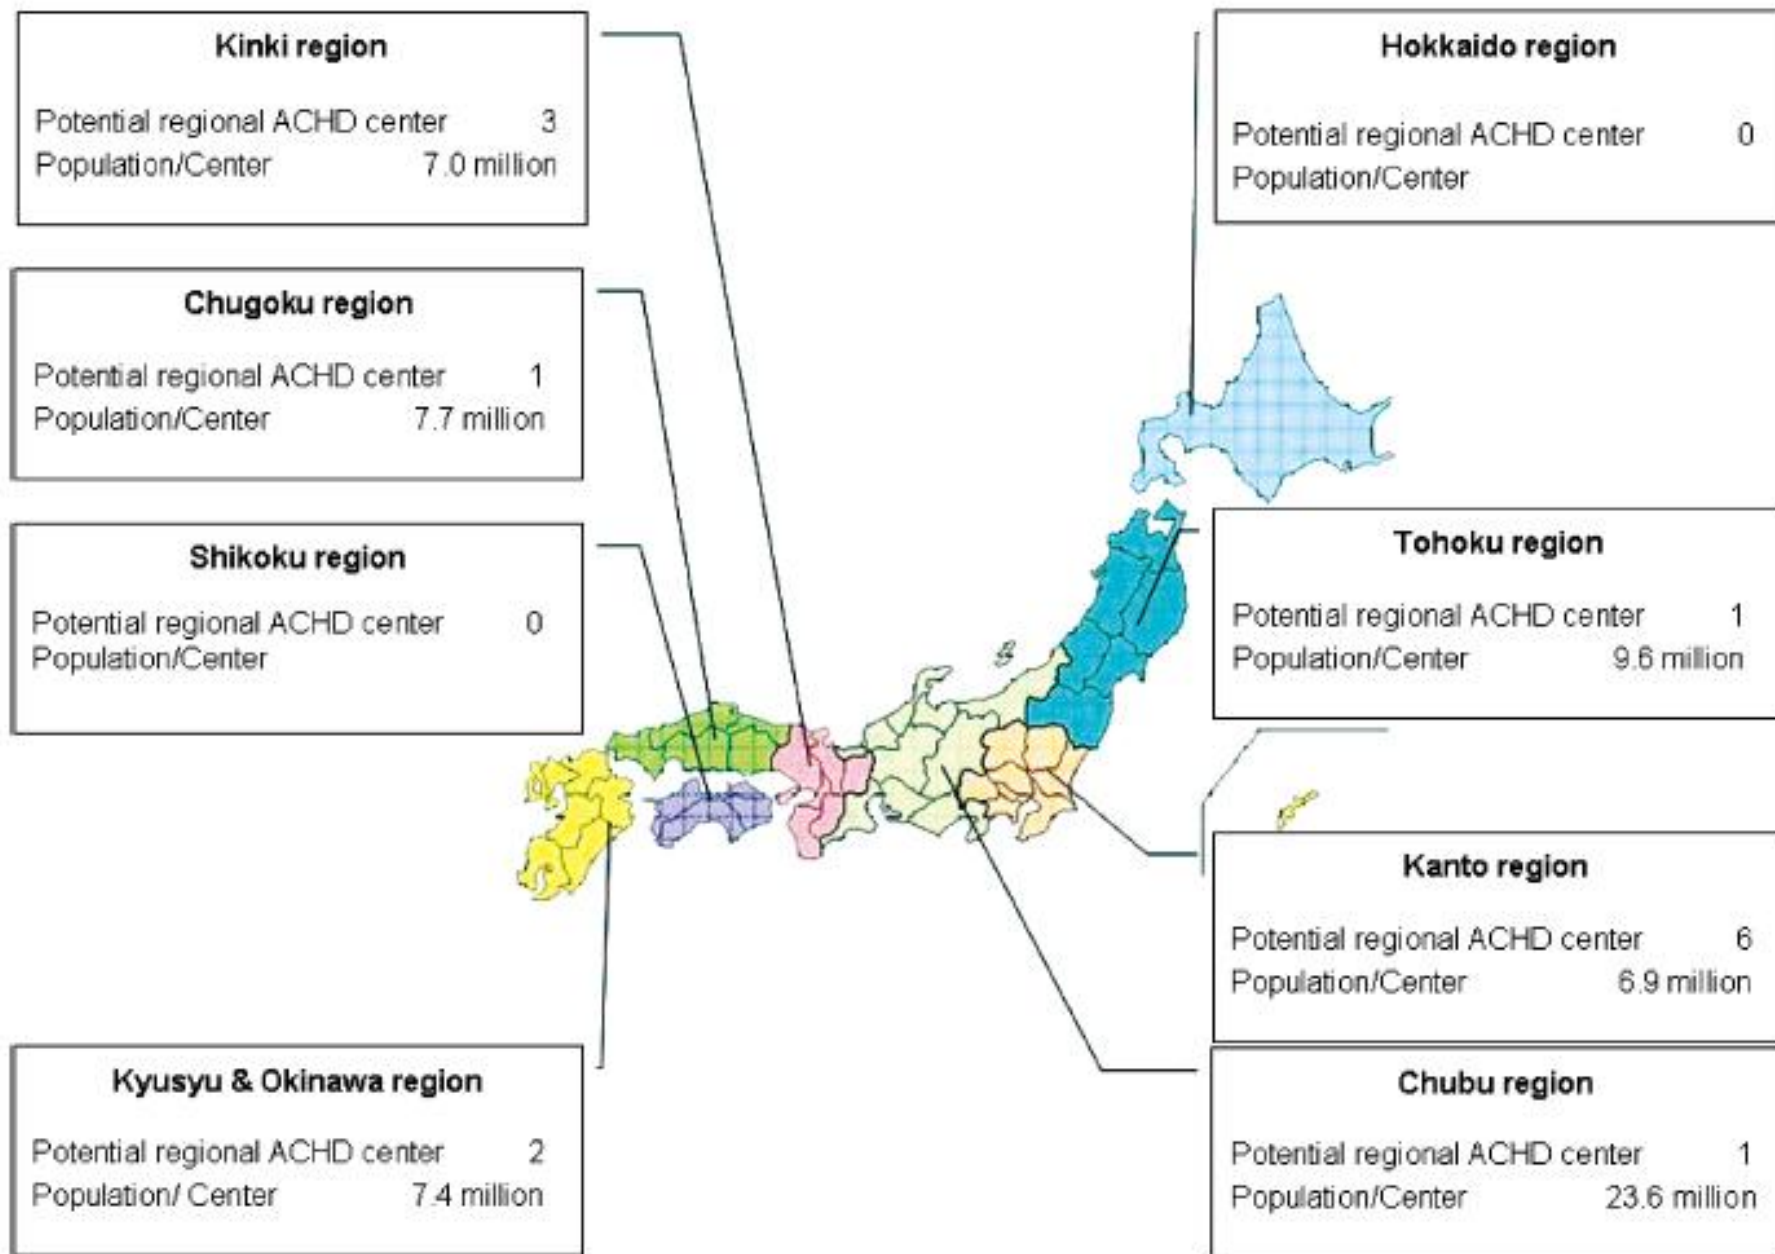 Kinki region
Potential regional ACHD center 3
Population/Center 7.0 million
Chugoku region
Potential regional ACHD center 1
Population/Center 7.7 million
Shikoku region
Potential regional ACHD center 0
Population/Center
Kyusyu & Okinawa region
Potential regional ACHD center 2
Population/ Center 7.4 million
Hokkaido region
Potential regional ACHD center 0
Population/Center
Tohoku region
Potential regional ACHD center 1
Population/Center 9.6 million
Kanto region
Potential regional ACHD center 6
Population/Center 6.9 million
Chubu region
Potential regional ACHD center 1
Population/Center 23.6 million